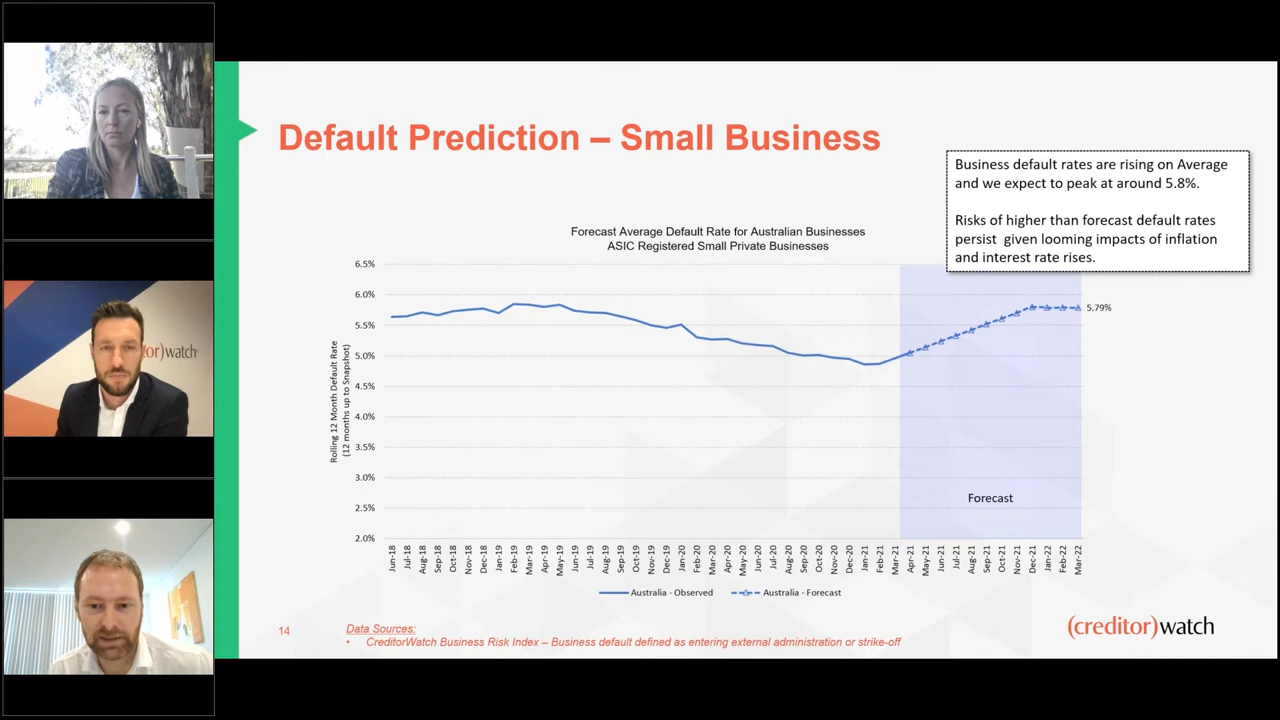 Default Prediction – Small Business
Business default rates are rising on Average
and we expect to peak at around 5.8%.
Risks of higher than forecast default rates
persist given looming impacts of inflation
and interest rate rises.
Forecast Average Default Rate for Australian Businesses
ASIC Registered Small Private Businesses
Rolling 12 Month Default Rate
(12 months up to Snapshot)
6.5%
6.0%
5.5%
5.0%
4.5%
4.0%
3.5%
3.0%
2.5%
2.0%
5.79%
Forecast
Jun-18
Jul-18
Aug-18
Sep-18
Oct-18
Nov-18
Dec-18
Jan-19
Feb-19
Mar-19
Apr-19
May-19
Jun-19
Jul-19
Aug-19
Sep-19
Oct-19
Nov-19
Dec-19
Jan-20
Feb-20
Mar-20
Apr-20
May-20
Jun-20
Jul-20
Aug-20
Sep-20
Oct-20
Nov-20
Dec-20
Jan-21
Feb-21
Mar-21
Apr-21
May-21
Jun-21
Jul-21
Aug-21
Sep-21
Oct-21
Nov-21
Dec-21
Jan-22
Feb-22
Mar-22
Australia - Observed
Australia - Forecast
14
Data Sources:
• CreditorWatch Business Risk Index – Business default defined as entering external administration or strike-off
(creditor)watch
itor)watch